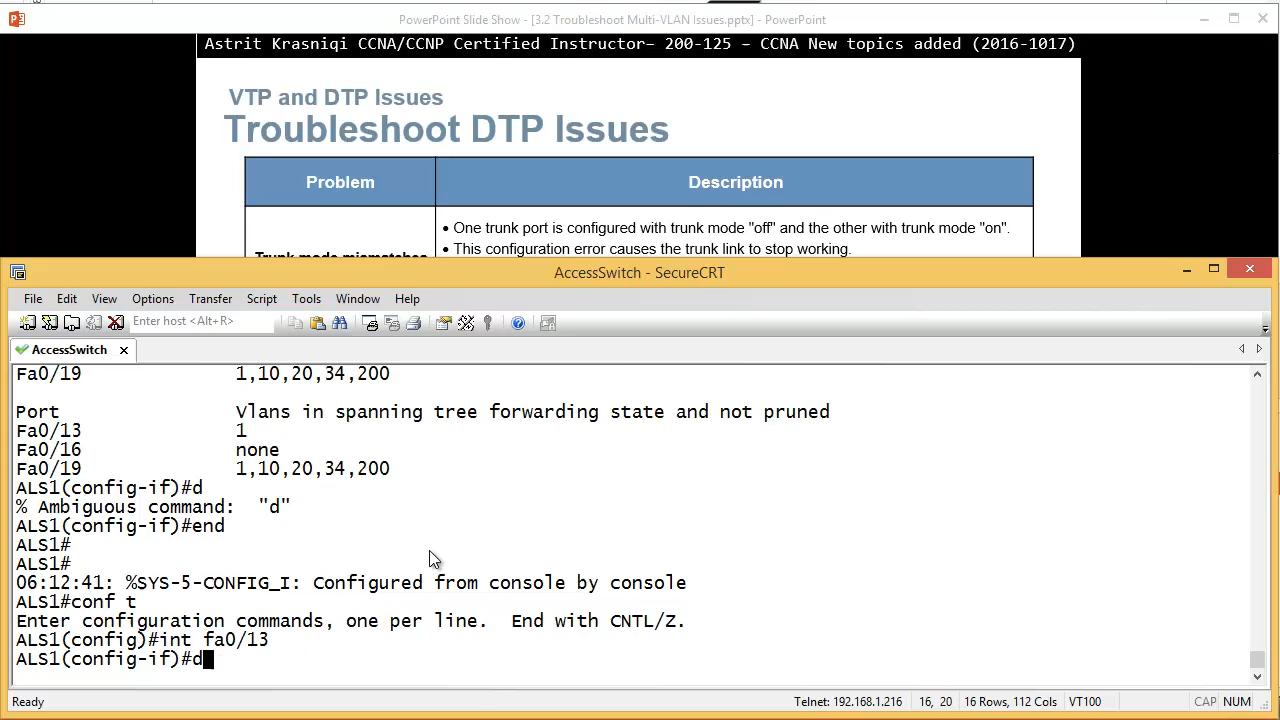 PowerPoint Slide Show - [3.2 Troubleshoot Multi-VLAN Issues.pptx] - PowerPoint
Astrit Krasniqi CCNA/CCNP Certified Instructor– 200-125 – CCNA New topics added (2016-1017)
VTP and DTP Issues
Troubleshoot DTP Issues
Problem Description
• One trunk port is configured with trunk mode "off" and the other with trunk mode "on".
• This configuration error causes the trunk link to stop working.
Trunk mode mismatches
AccessSwitch - SecureCRT
File Edit View Options Transfer Script Tools Window Help
Enter host <Alt+R>
AccessSwitch
Fa0/19 1,10,20,34,200
Port Vlans in spanning tree forwarding state and not pruned
Fa0/13 1
Fa0/16 none
Fa0/19 1,10,20,34,200
ALS1(config-if)#d
% Ambiguous command: "d"
ALS1(config-if)#end
ALS1#
ALS1#
06:12:41: %SYS-5-CONFIG_I: Configured from console by console
ALS1#conf t
Enter configuration commands, one per line. End with CNTL/Z.
ALS1(config)#int fa0/13
ALS1(config-if)#d
Ready Telnet: 192.168.1.216 16, 20 16 Rows, 112 Cols VT100 CAP NUM